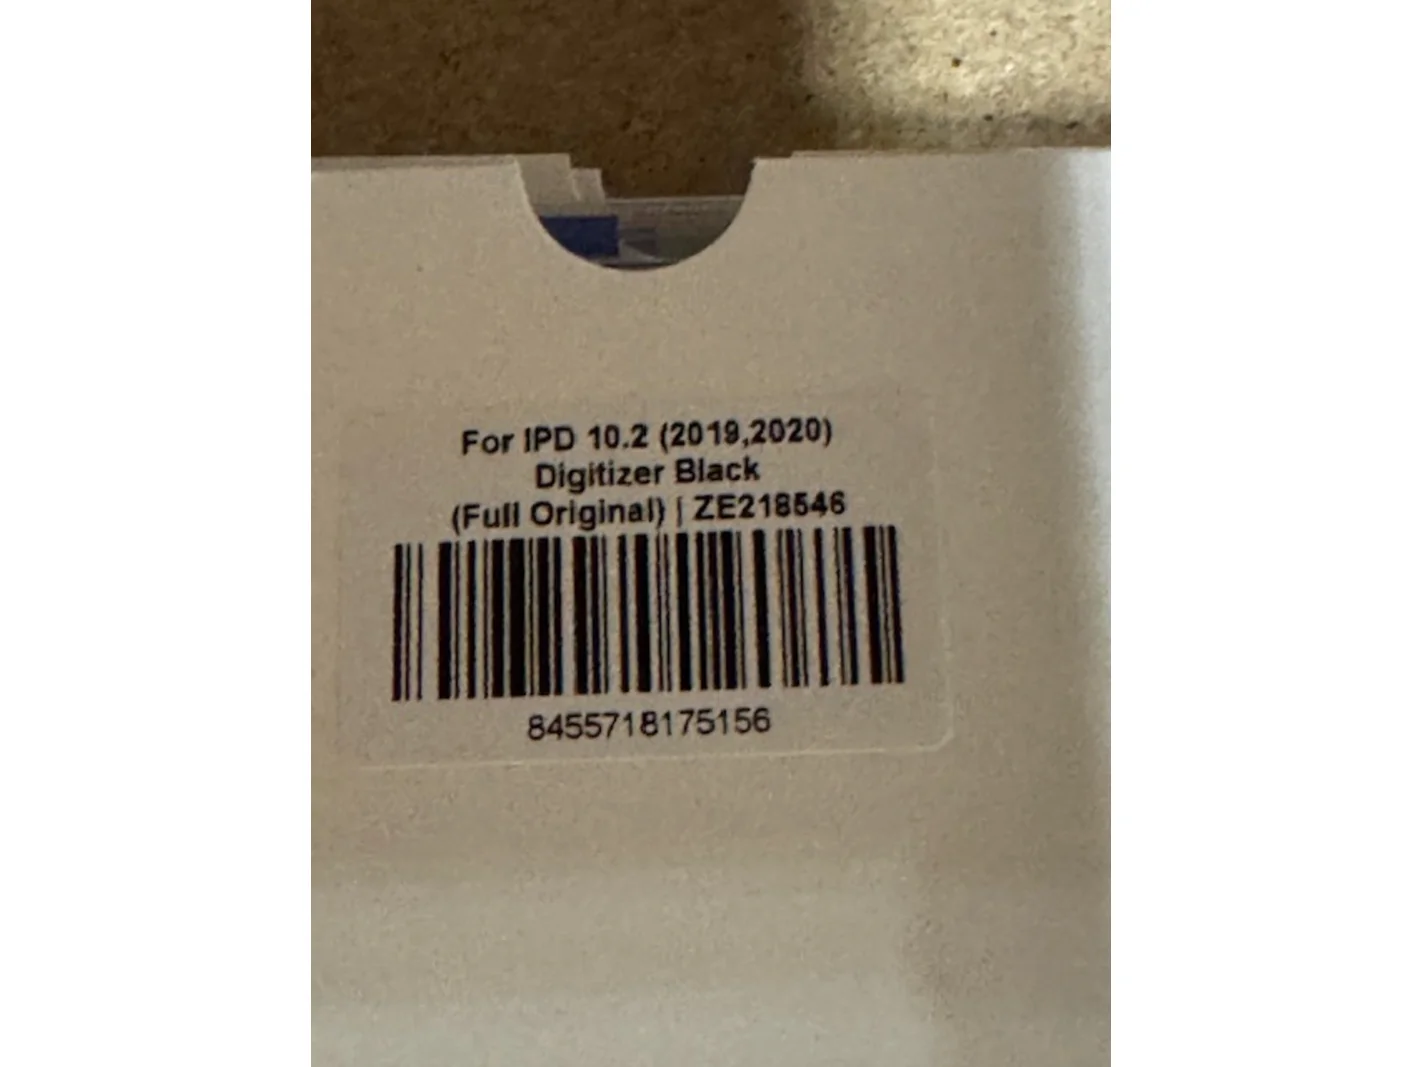 For IPD 10.2 (2019,2020)
Digitizer Black
(Full Original) | ZE218546
8455718175156